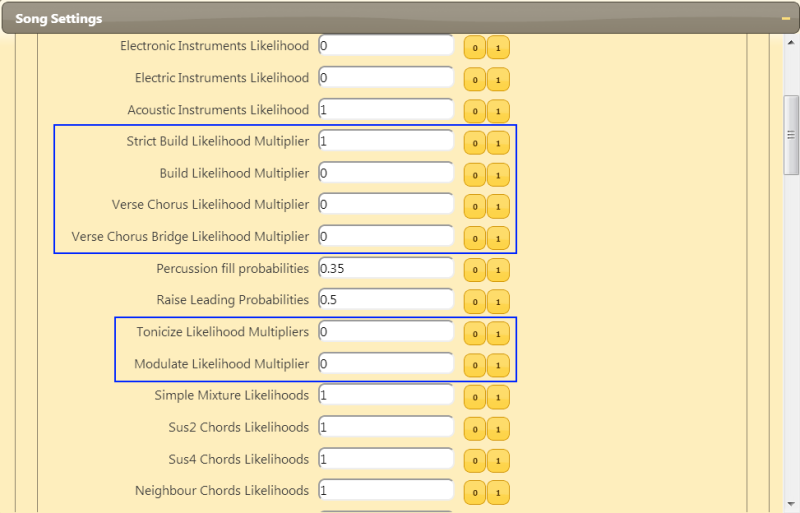 Song Settings
Electronic Instruments Likelihood 0 0 1
Electric Instruments Likelihood 0 0 1
Acoustic Instruments Likelihood 1 0 1
Strict Build Likelihood Multiplier 1 0 1
Build Likelihood Multiplier 0 0 1
Verse Chorus Likelihood Multiplier 0 0 1
Verse Chorus Bridge Likelihood Multiplier 0 0 1
Percussion fill probabilities 0.35 0 1
Raise Leading Probabilities 0.5 0 1
Tonicize Likelihood Multipliers 0 0 1
Modulate Likelihood Multiplier 0 0 1
Simple Mixture Likelihoods 1 0 1
Sus2 Chords Likelihoods 1 0 1
Sus4 Chords Likelihoods 1 0 1
Neighbour Chords Likelihoods 1 0 1